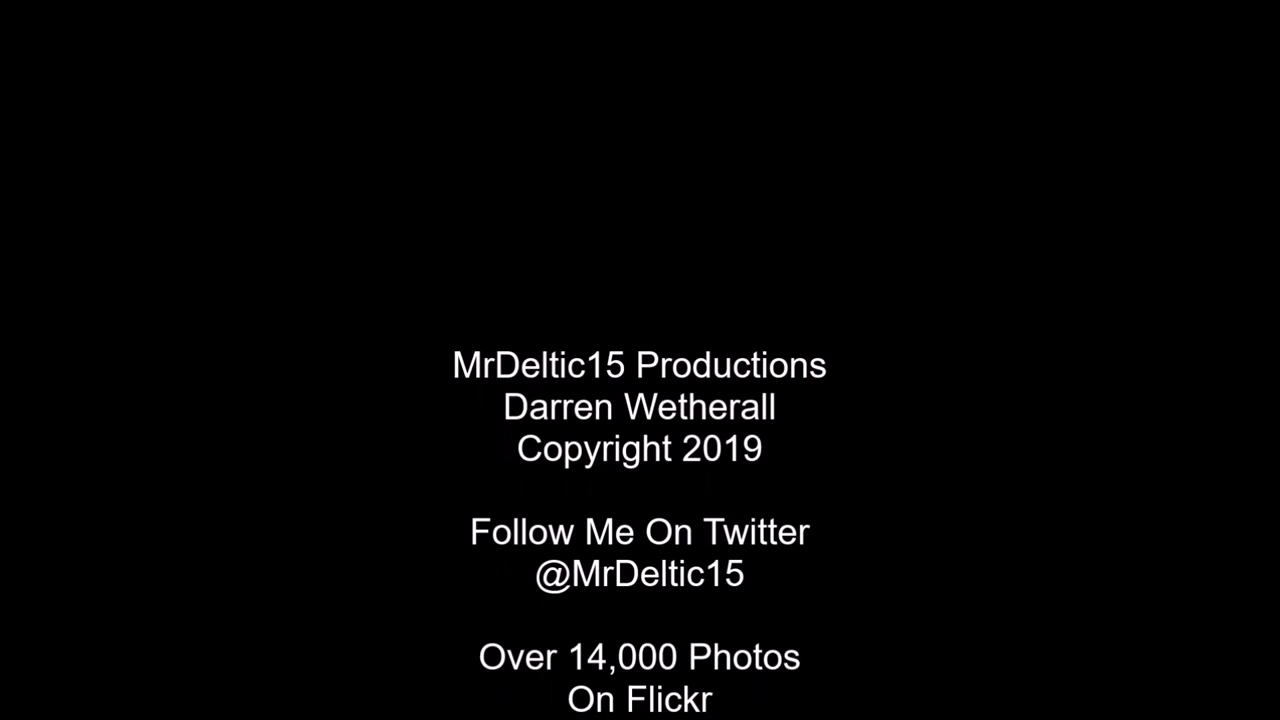 MrDeltic15 Productions
Darren Wetherall
Copyright 2019
Follow Me On Twitter
@MrDeltic15
Over 14,000 Photos
On Flickr